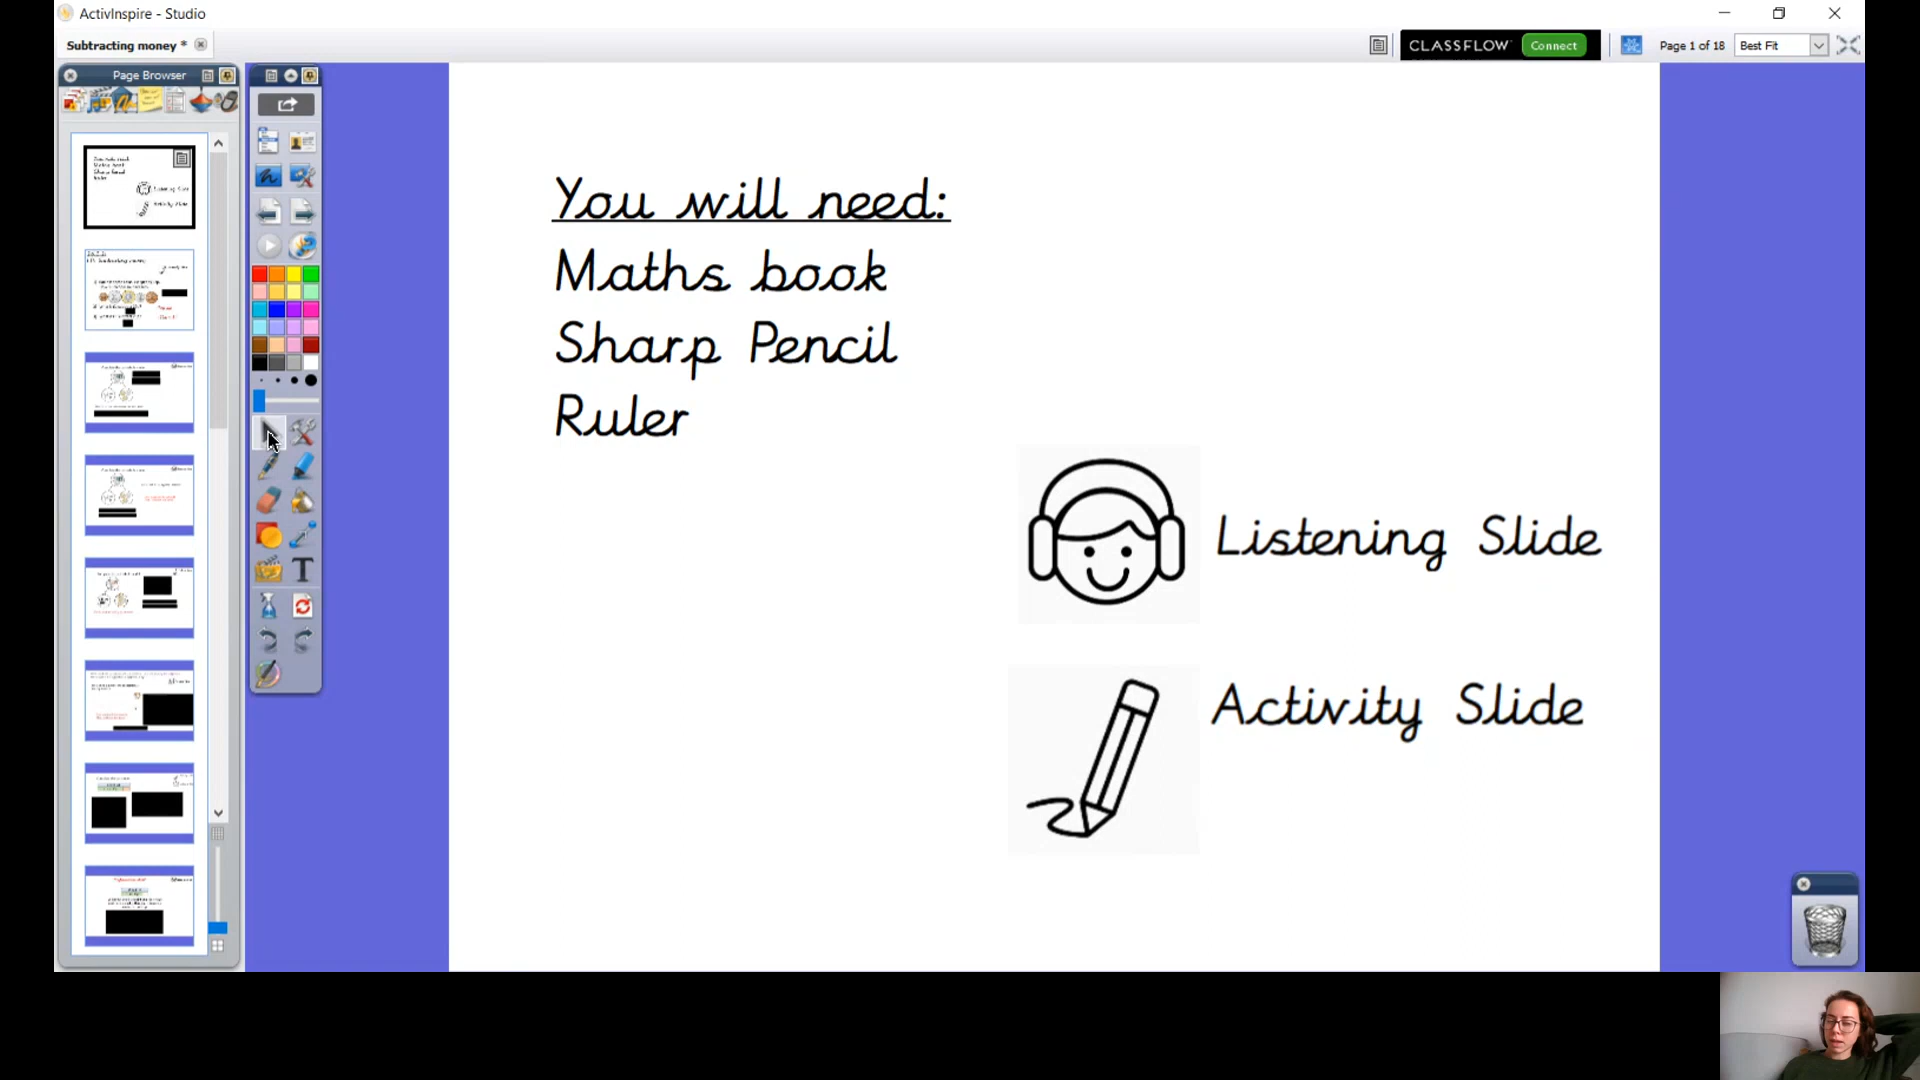 ActivInspire - Studio
Subtracting money *
CLASSFLOW Connect
Page 1 of 18
Best Fit
Page Browser
You will need:
Maths book
Sharp Pencil
Ruler
Listening Slide
Activity Slide